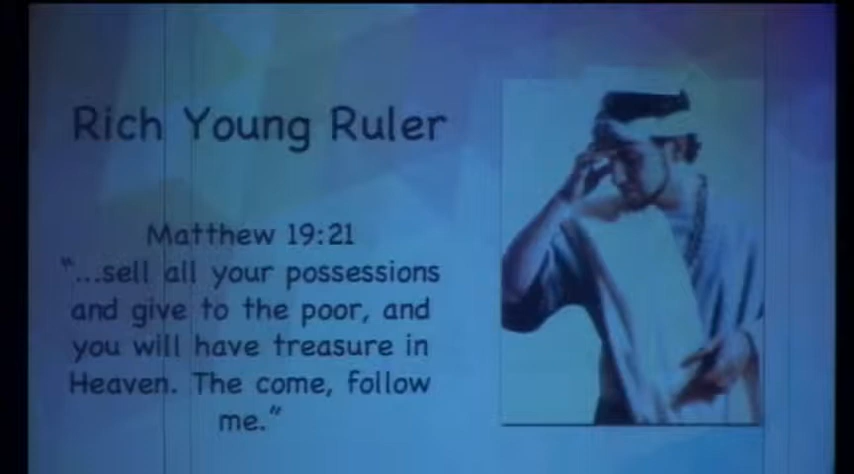 Rich Young Ruler
Matthew 19:21
"...sell all your possessions
and give to the poor, and
you will have treasure in
Heaven. The come, follow
me."